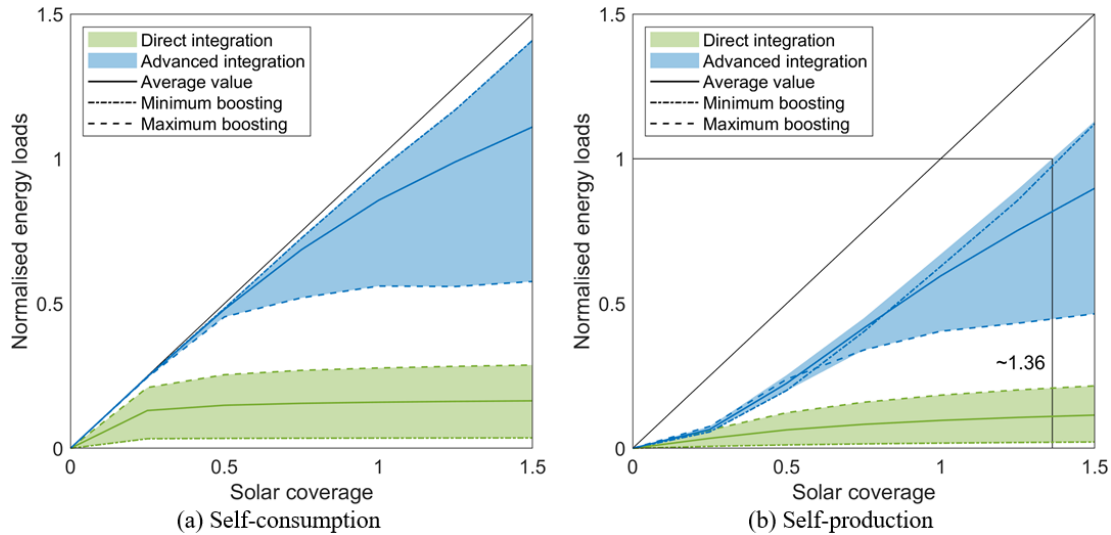 1.5
Direct integration
Advanced integration
Average value
Minimum boosting
Maximum boosting
1
0.5
0
Normalised energy loads
0
0.5
1
1.5
Solar coverage
(a) Self-consumption
1.5
Direct integration
Advanced integration
Average value
Minimum boosting
Maximum boosting
1
0.5
~1.36
0
Normalised energy loads
0
0.5
1
1.5
Solar coverage
(b) Self-production